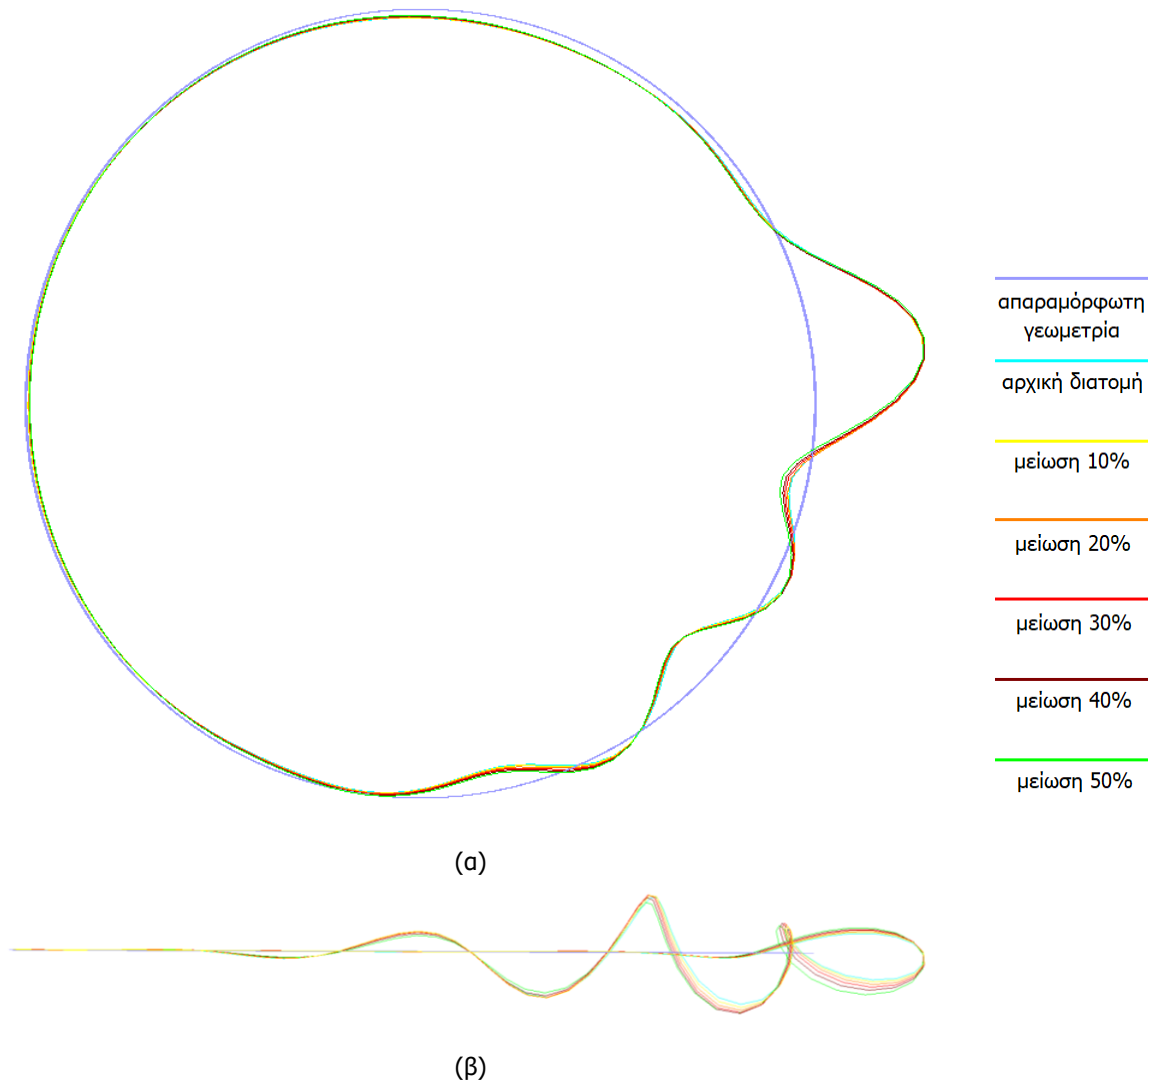 απαραμόρφωτη
γεωμετρία
αρχική διατομή
μείωση 10%
μείωση 20%
μείωση 30%
μείωση 40%
μείωση 50%
(α)
(β)